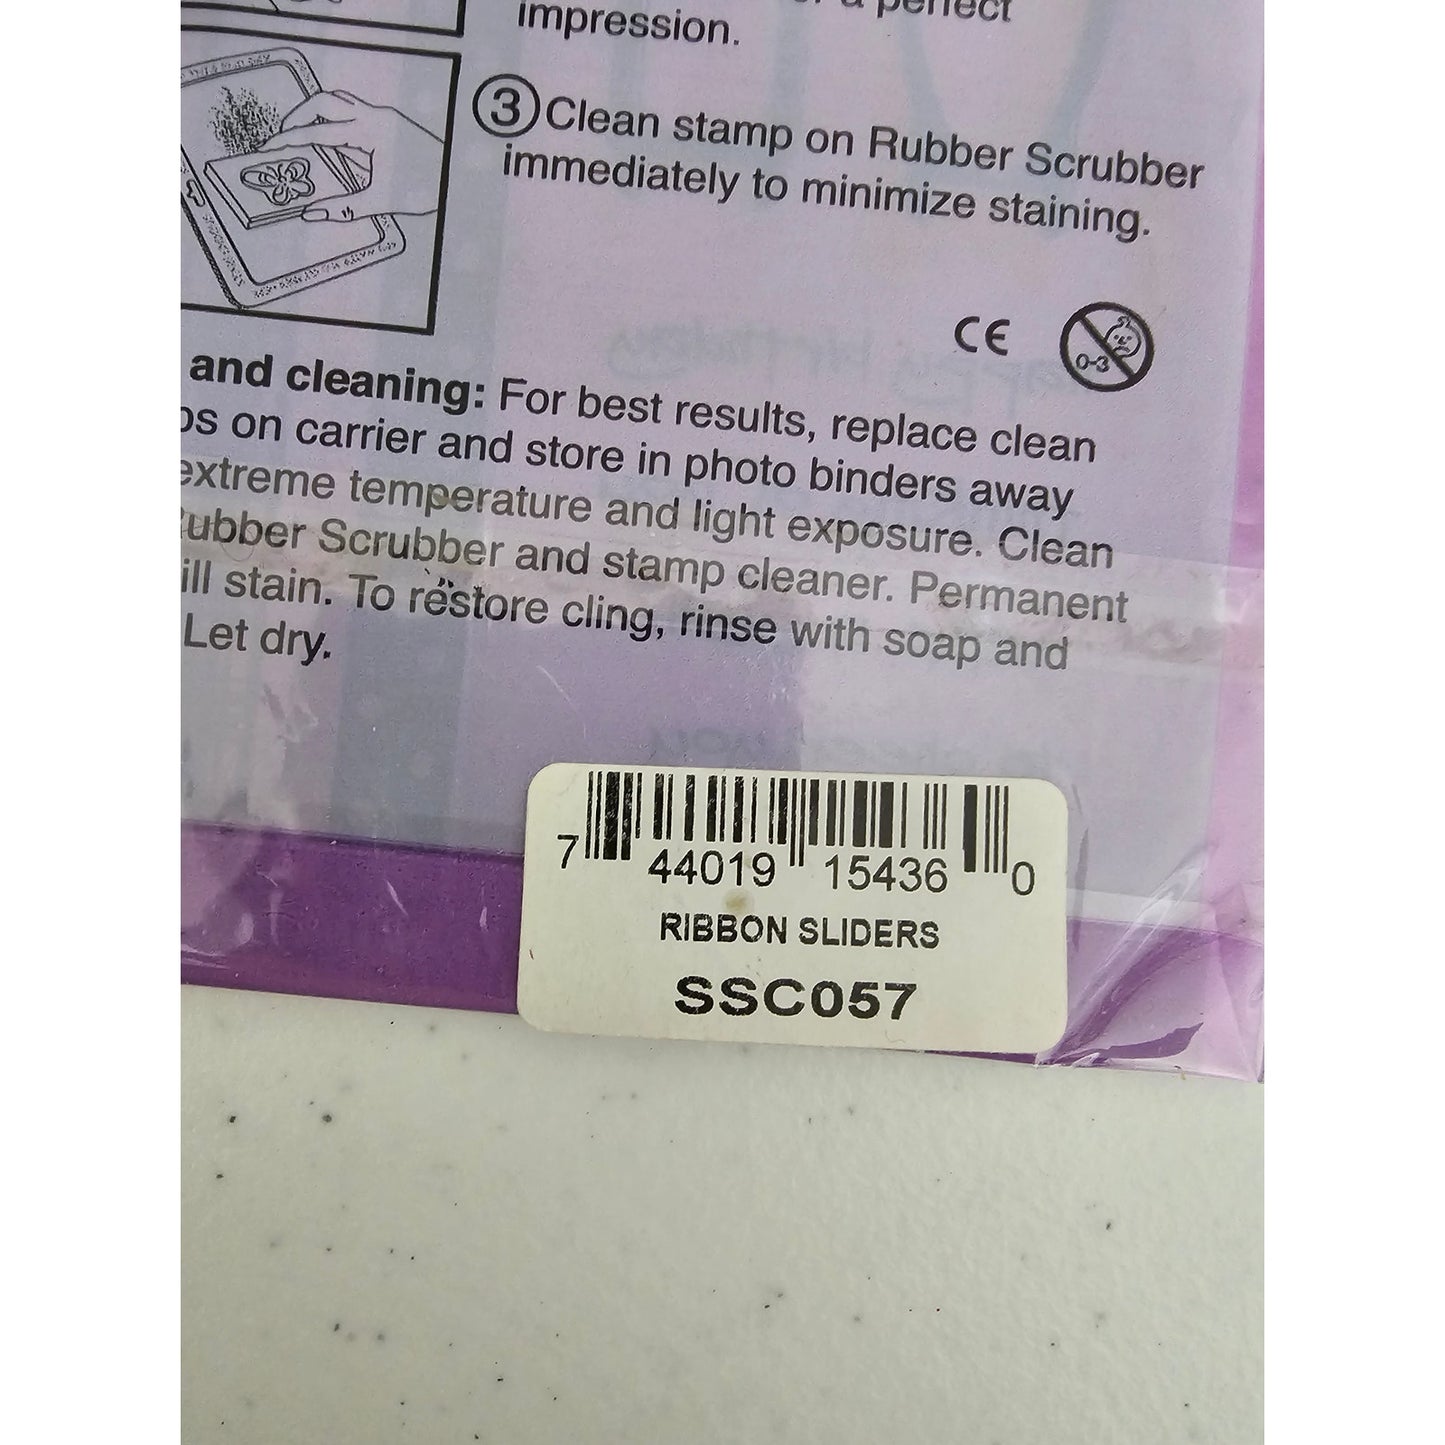 a perfect
impression.
3 Clean stamp on Rubber Scrubber
immediately to minimize staining.
CE
0-3
and cleaning: For best results, replace clean
on carrier and store in photo binders away
extreme temperature and light exposure. Clean
Rubber Scrubber and stamp cleaner. Permanent
ill stain. To restore cling, rinse with soap and
Let dry.
7 44019 15436 0
RIBBON SLIDERS
SSC057